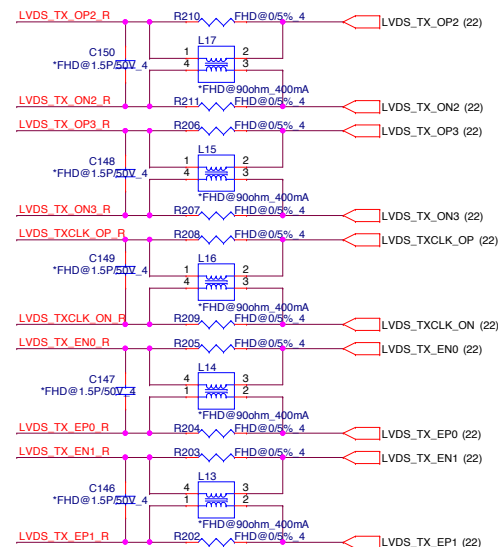 LVDS_TX_OP2_R R210 FHD@0/5%_4 LVDS_TX_OP2 (22)
L17
C150 1 2
*FHD@1.5P/50V_4 4 3
*FHD@90ohm_400mA
LVDS_TX_ON2_R R211 FHD@0/5%_4 LVDS_TX_ON2 (22)
LVDS_TX_OP3_R R206 FHD@0/5%_4 LVDS_TX_OP3 (22)
L15
C148 1 2
*FHD@1.5P/50V_4 4 3
*FHD@90ohm_400mA
LVDS_TX_ON3_R R207 FHD@0/5%_4 LVDS_TX_ON3 (22)
LVDS_TXCLK_OP_R R208 FHD@0/5%_4 LVDS_TXCLK_OP (22)
L16
C149 1 2
*FHD@1.5P/50V_4 4 3
*FHD@90ohm_400mA
LVDS_TXCLK_ON_R R209 FHD@0/5%_4 LVDS_TXCLK_ON (22)
LVDS_TX_EN0_R R205 FHD@0/5%_4 LVDS_TX_EN0 (22)
L14
C147 4 3
*FHD@1.5P/50V_4 1 2
*FHD@90ohm_400mA
LVDS_TX_EP0_R R204 FHD@0/5%_4 LVDS_TX_EP0 (22)
LVDS_TX_EN1_R R203 FHD@0/5%_4 LVDS_TX_EN1 (22)
L13
C146 4 3
*FHD@1.5P/50V_4 1 2
*FHD@90ohm_400mA
LVDS_TX_EP1_R R202 FHD@0/5%_4 LVDS_TX_EP1 (22)